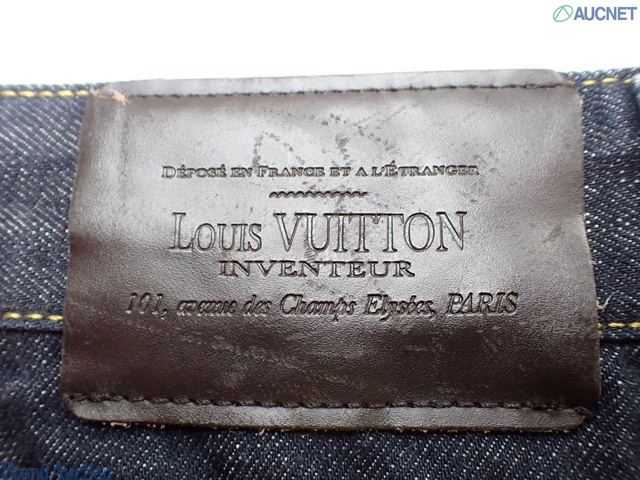 AUCNET
DÉPOSÉ EN FRANCE ET A L'ÉTRANGER
LOUIS VUITTON
INVENTEUR
101, avenue des Champs Elysées, PARIS
Brand Auction